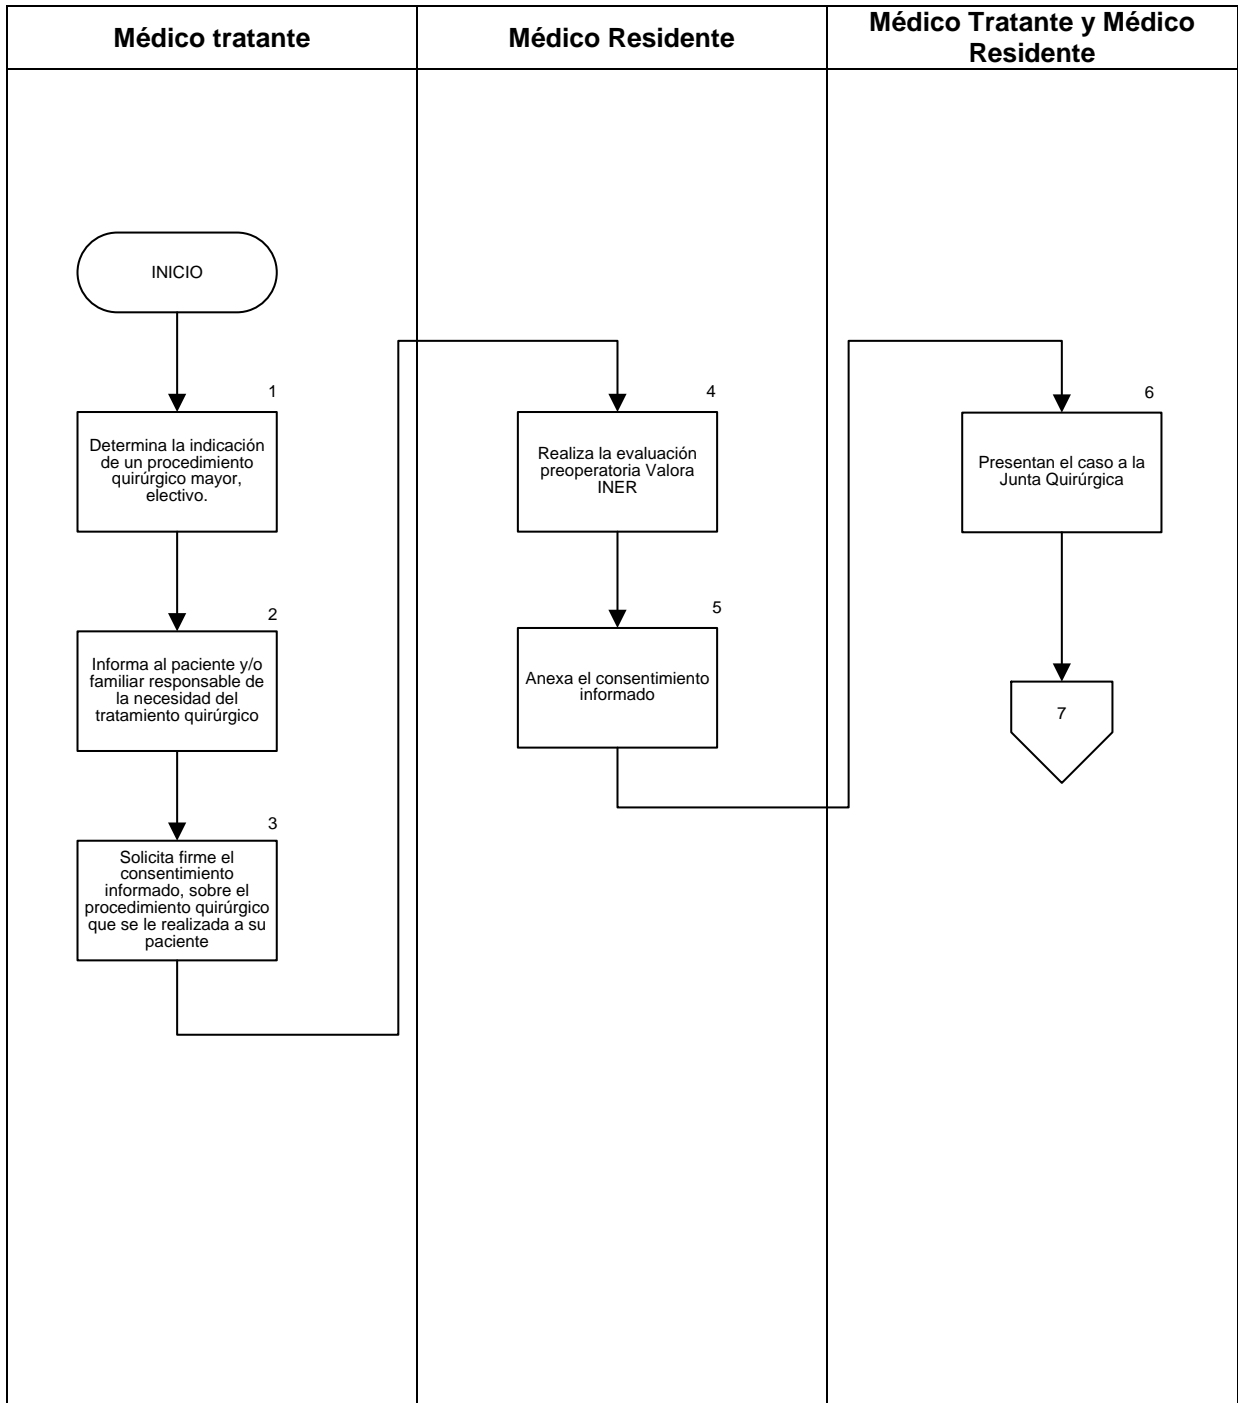 Médico tratante
Médico Residente
Médico Tratante y Médico
Residente
INICIO
1
Determina la indicación
de un procedimiento
quirúrgico mayor,
electivo.
2
Informa al paciente y/o
familiar responsable de
la necesidad del
tratamiento quirúrgico
3
Solicita firme el
consentimiento
informado, sobre el
procedimiento quirúrgico
que se le realizada a su
paciente
4
Realiza la evaluación
preoperatoria Valora
INER
5
Anexa el consentimiento
informado
6
Presentan el caso a la
Junta Quirúrgica
7